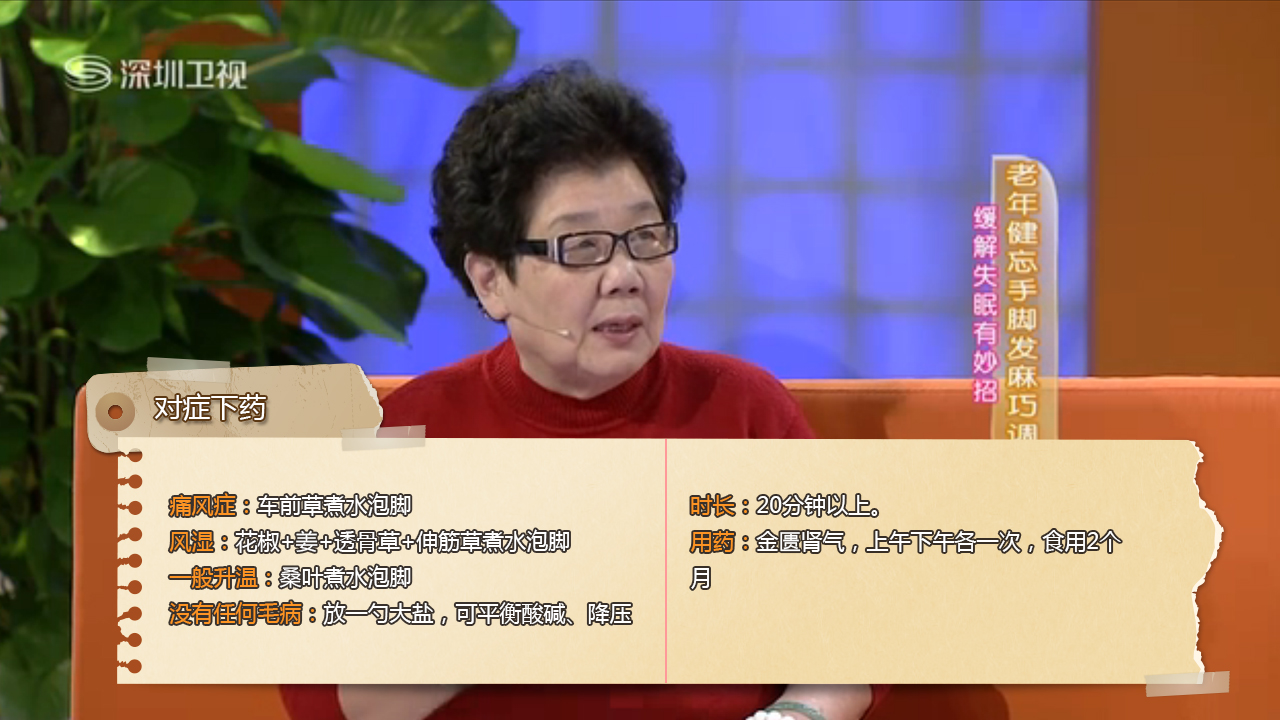 深圳卫视
老年健忘手脚发麻巧调
缓解失眠有妙招
对症下药
痛风症：车前草煮水泡脚
风湿：花椒+姜+透骨草+伸筋草煮水泡脚
一般升温：桑叶煮水泡脚
没有任何毛病：放一勺大盐，可平衡酸碱、降压
时长：20分钟以上。
用药：金匮肾气，上午下午各一次，食用2个
月